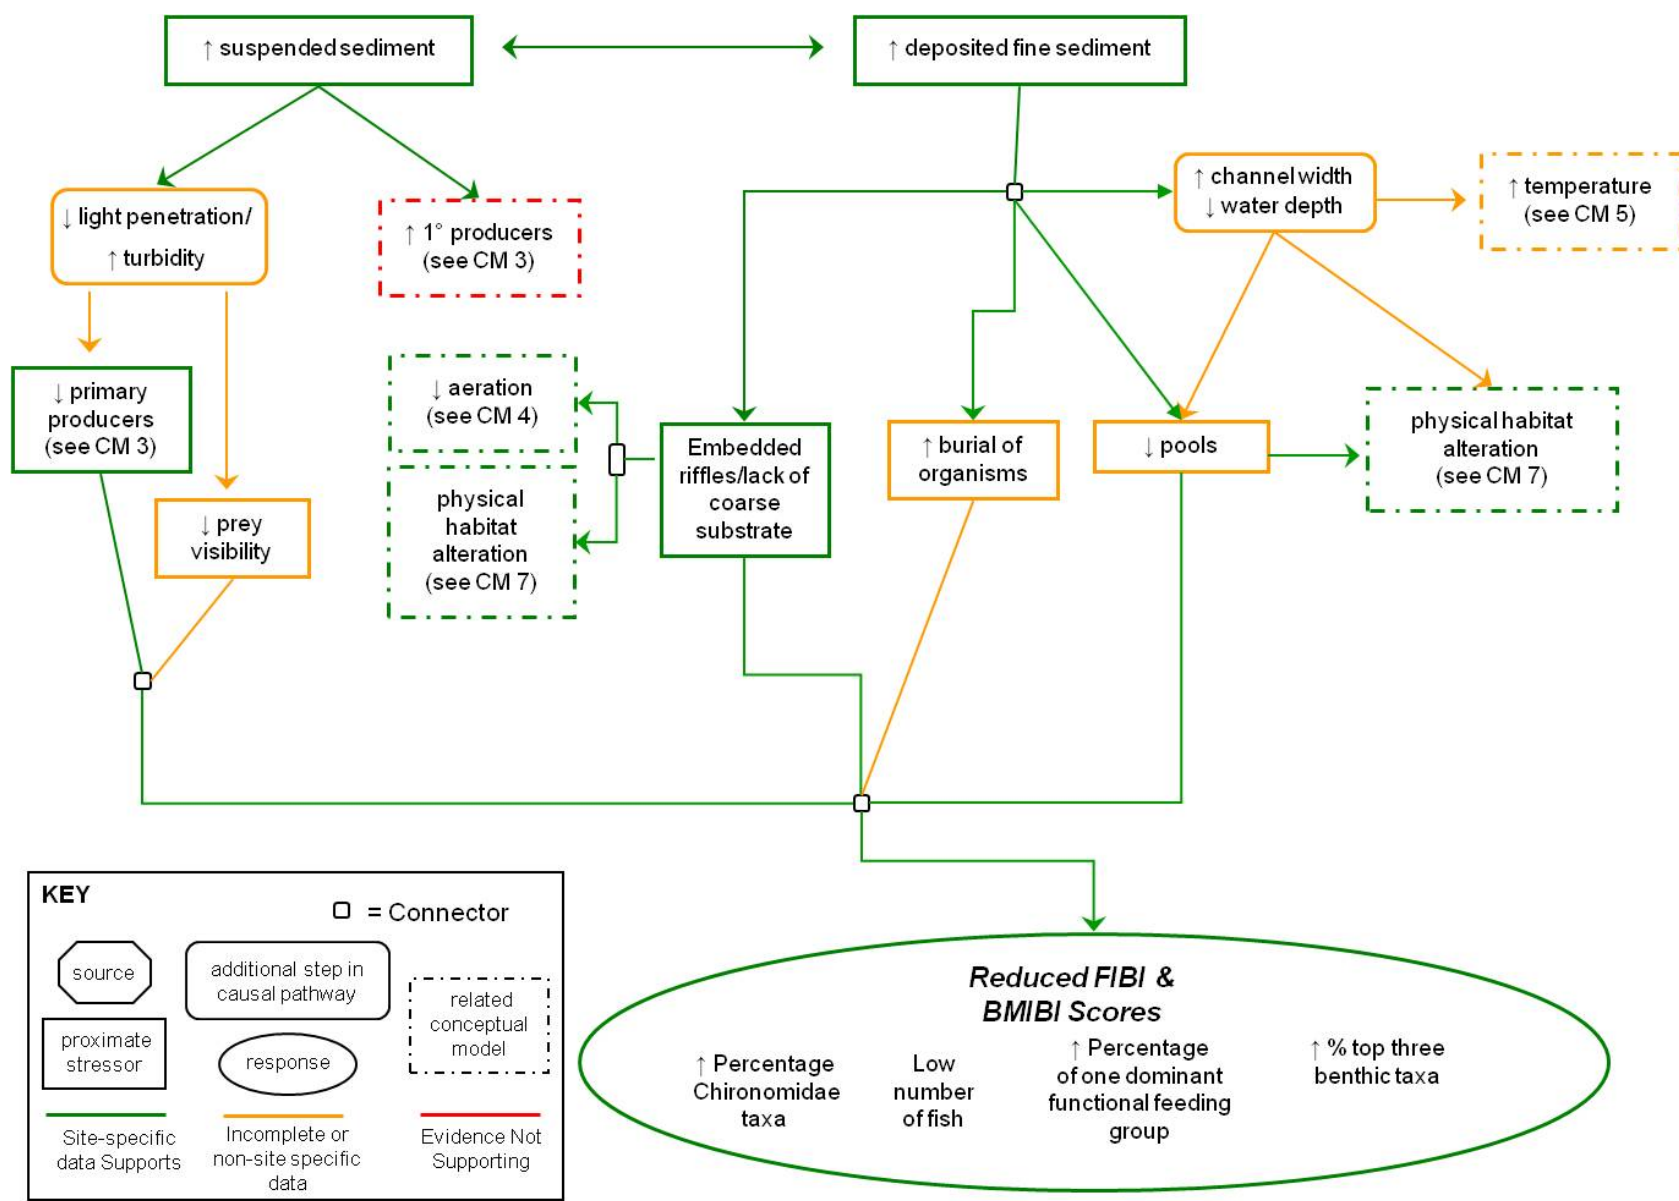 ↑ suspended sediment
↑ deposited fine sediment
↓ light penetration/
↑ turbidity
↑ 1° producers
(see CM 3)
↑ channel width
↓ water depth
↑ temperature
(see CM 5)
↓ primary
producers
(see CM 3)
↓ aeration
(see CM 4)
physical
habitat
alteration
(see CM 7)
Embedded
riffles/lack of
coarse
substrate
↑ burial of
organisms
↓ pools
physical habitat
alteration
(see CM 7)
↓ prey
visibility
KEY
= Connector
source
additional step in
causal pathway
related
conceptual
model
proximate
stressor
response
Site-specific
data Supports
Incomplete or
non-site specific
data
Evidence Not
Supporting
Reduced FIBI &
BMIBI Scores
↑ Percentage
Chironomidae
taxa
Low
number
of fish
↑ Percentage
of one dominant
functional feeding
group
↑ % top three
benthic taxa